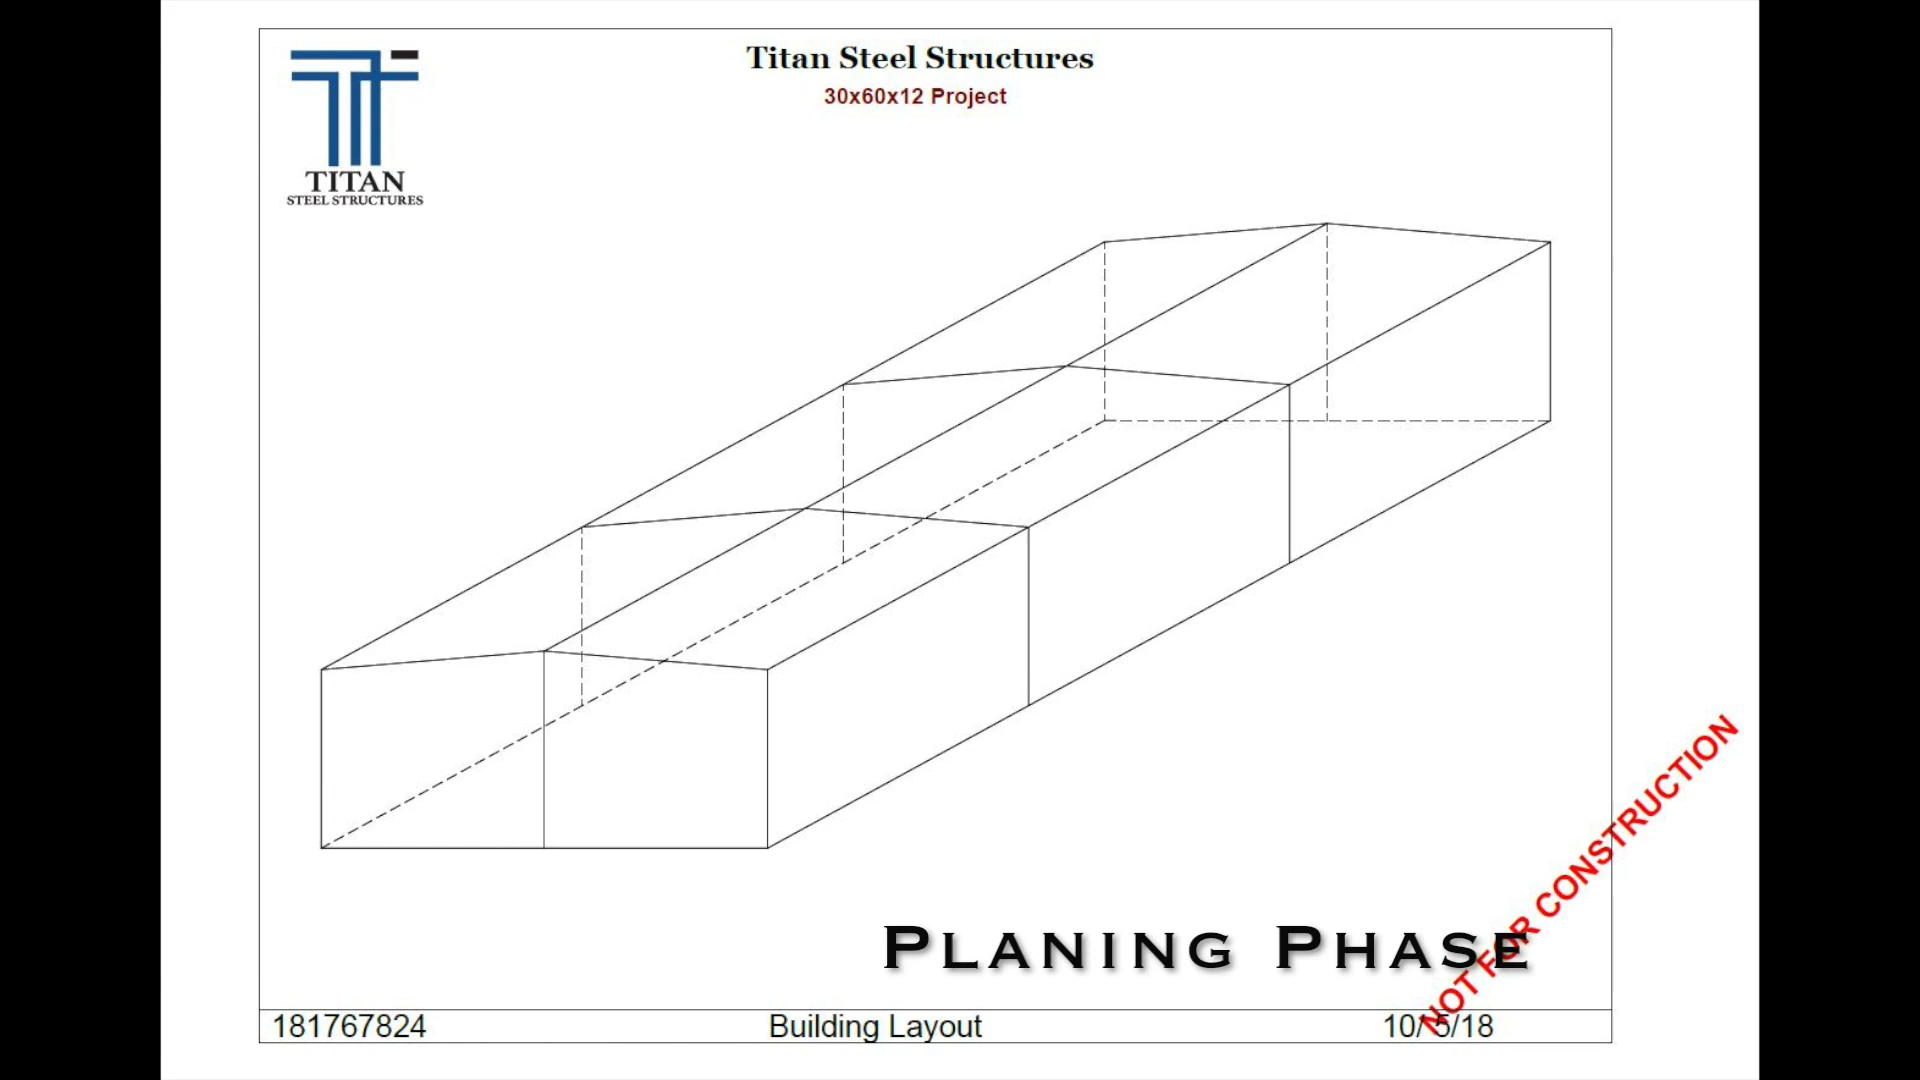 Titan Steel Structures
30x60x12 Project
TITAN
STEEL STRUCTURES
NOT FOR CONSTRUCTION
PLANING PHASE
181767824
Building Layout
10/ 5/18